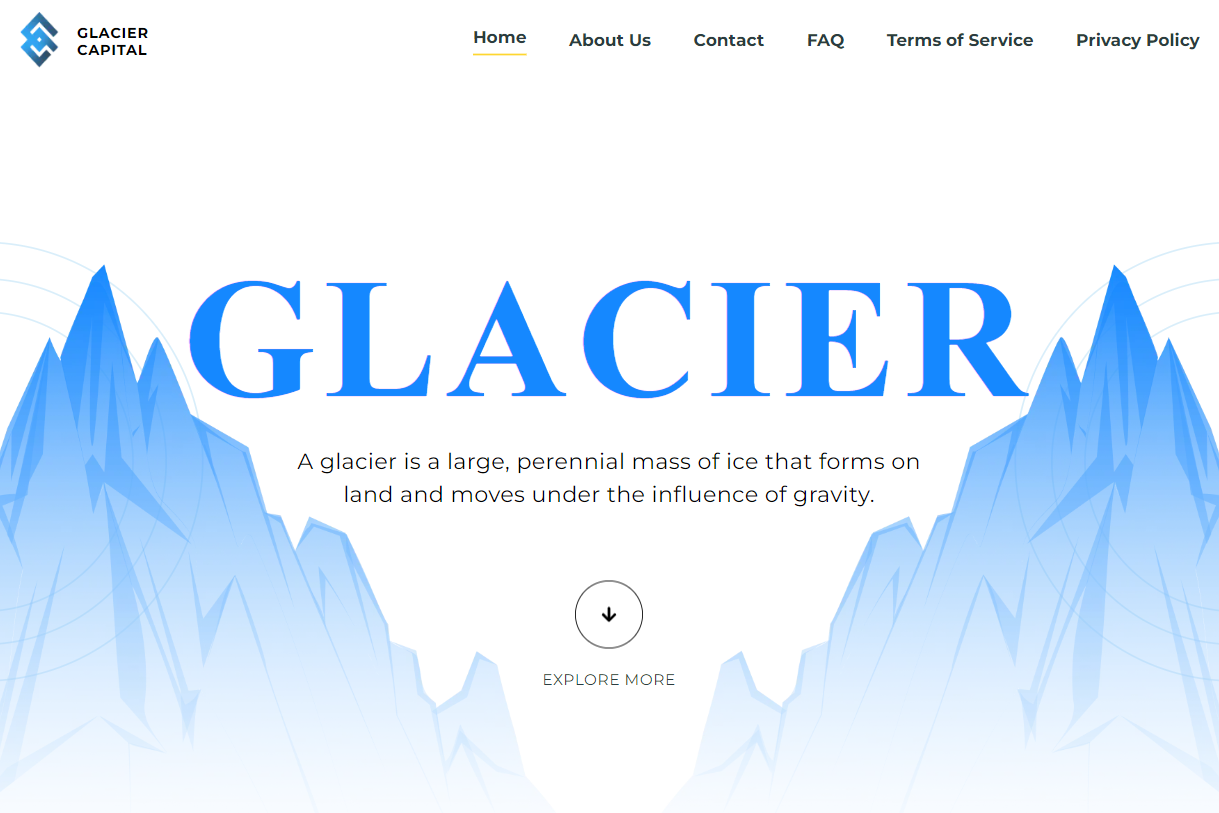 GLACIER
CAPITAL
Home About Us Contact FAQ Terms of Service Privacy Policy
GLACIER
A glacier is a large, perennial mass of ice that forms on
land and moves under the influence of gravity.
EXPLORE MORE